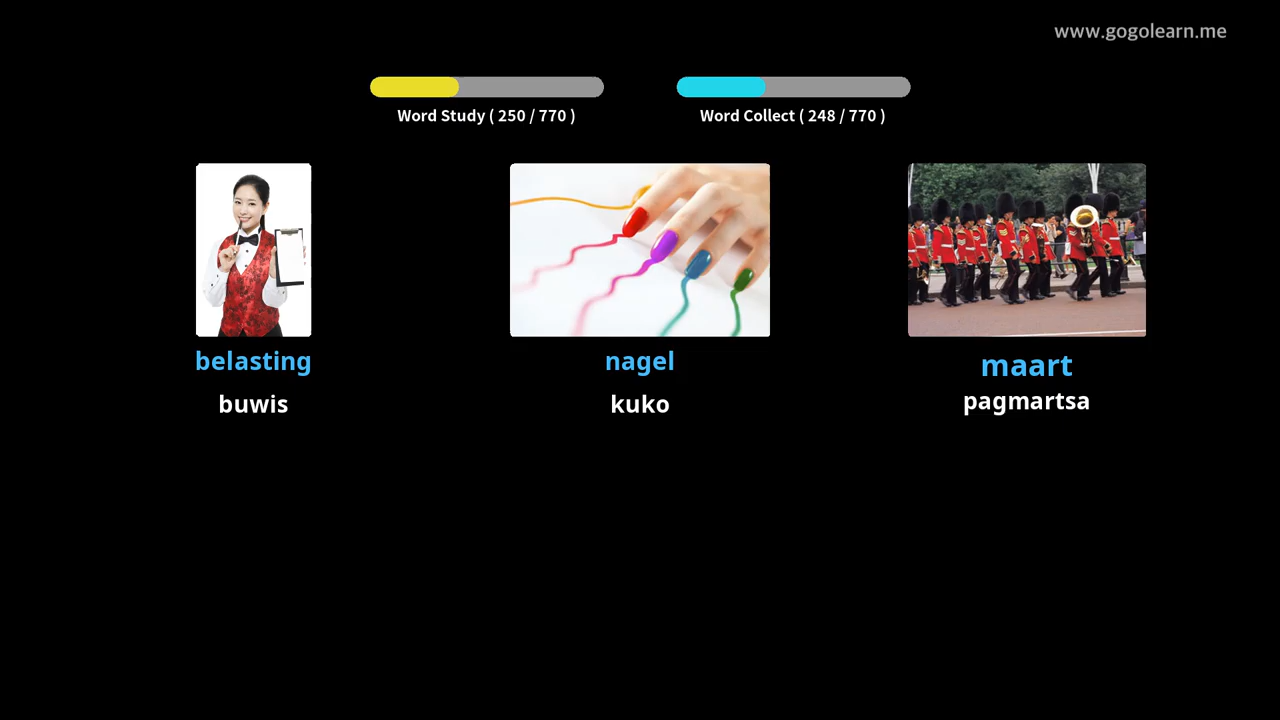 www.gogolearn.me
Word Study ( 250 / 770 )
Word Collect ( 248 / 770 )
belasting
nagel
maart
buwis
kuko
pagmartsa